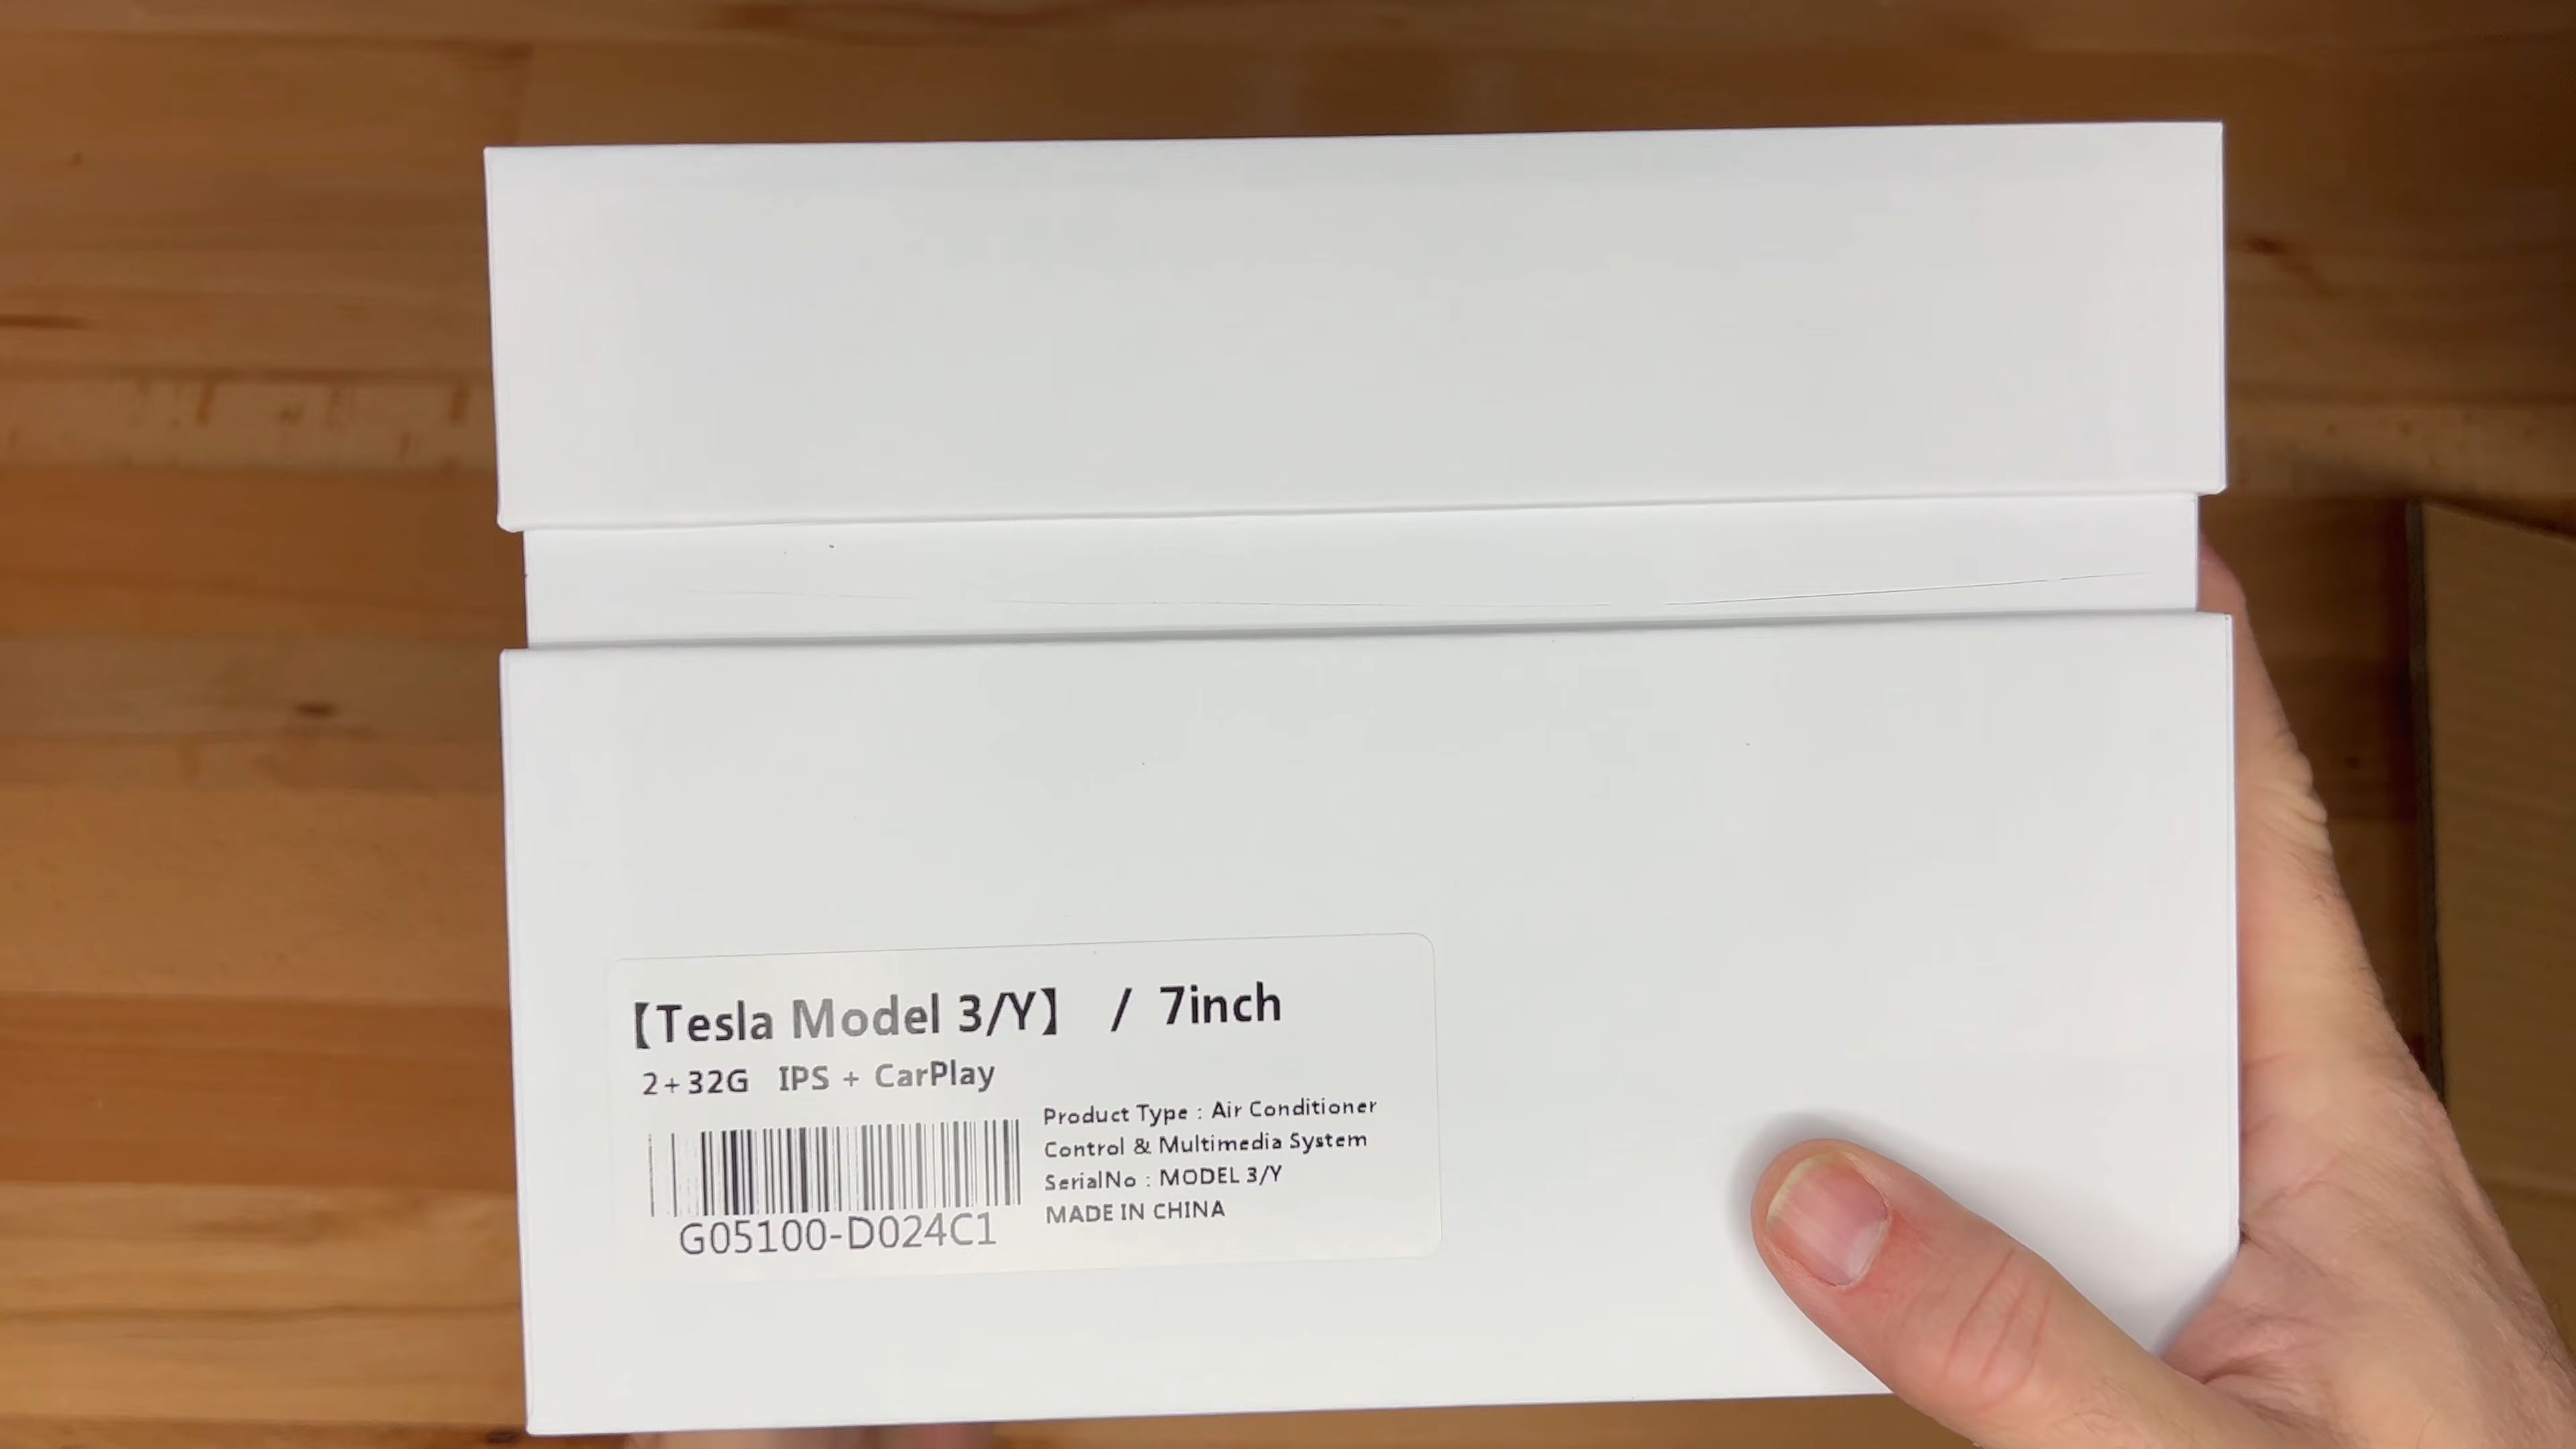 【Tesla Model 3/Y】 / 7inch
2+32G IPS + CarPlay
G05100-D024C1
Product Type : Air Conditioner
Control & Multimedia System
SerialNo : MODEL 3/Y
MADE IN CHINA